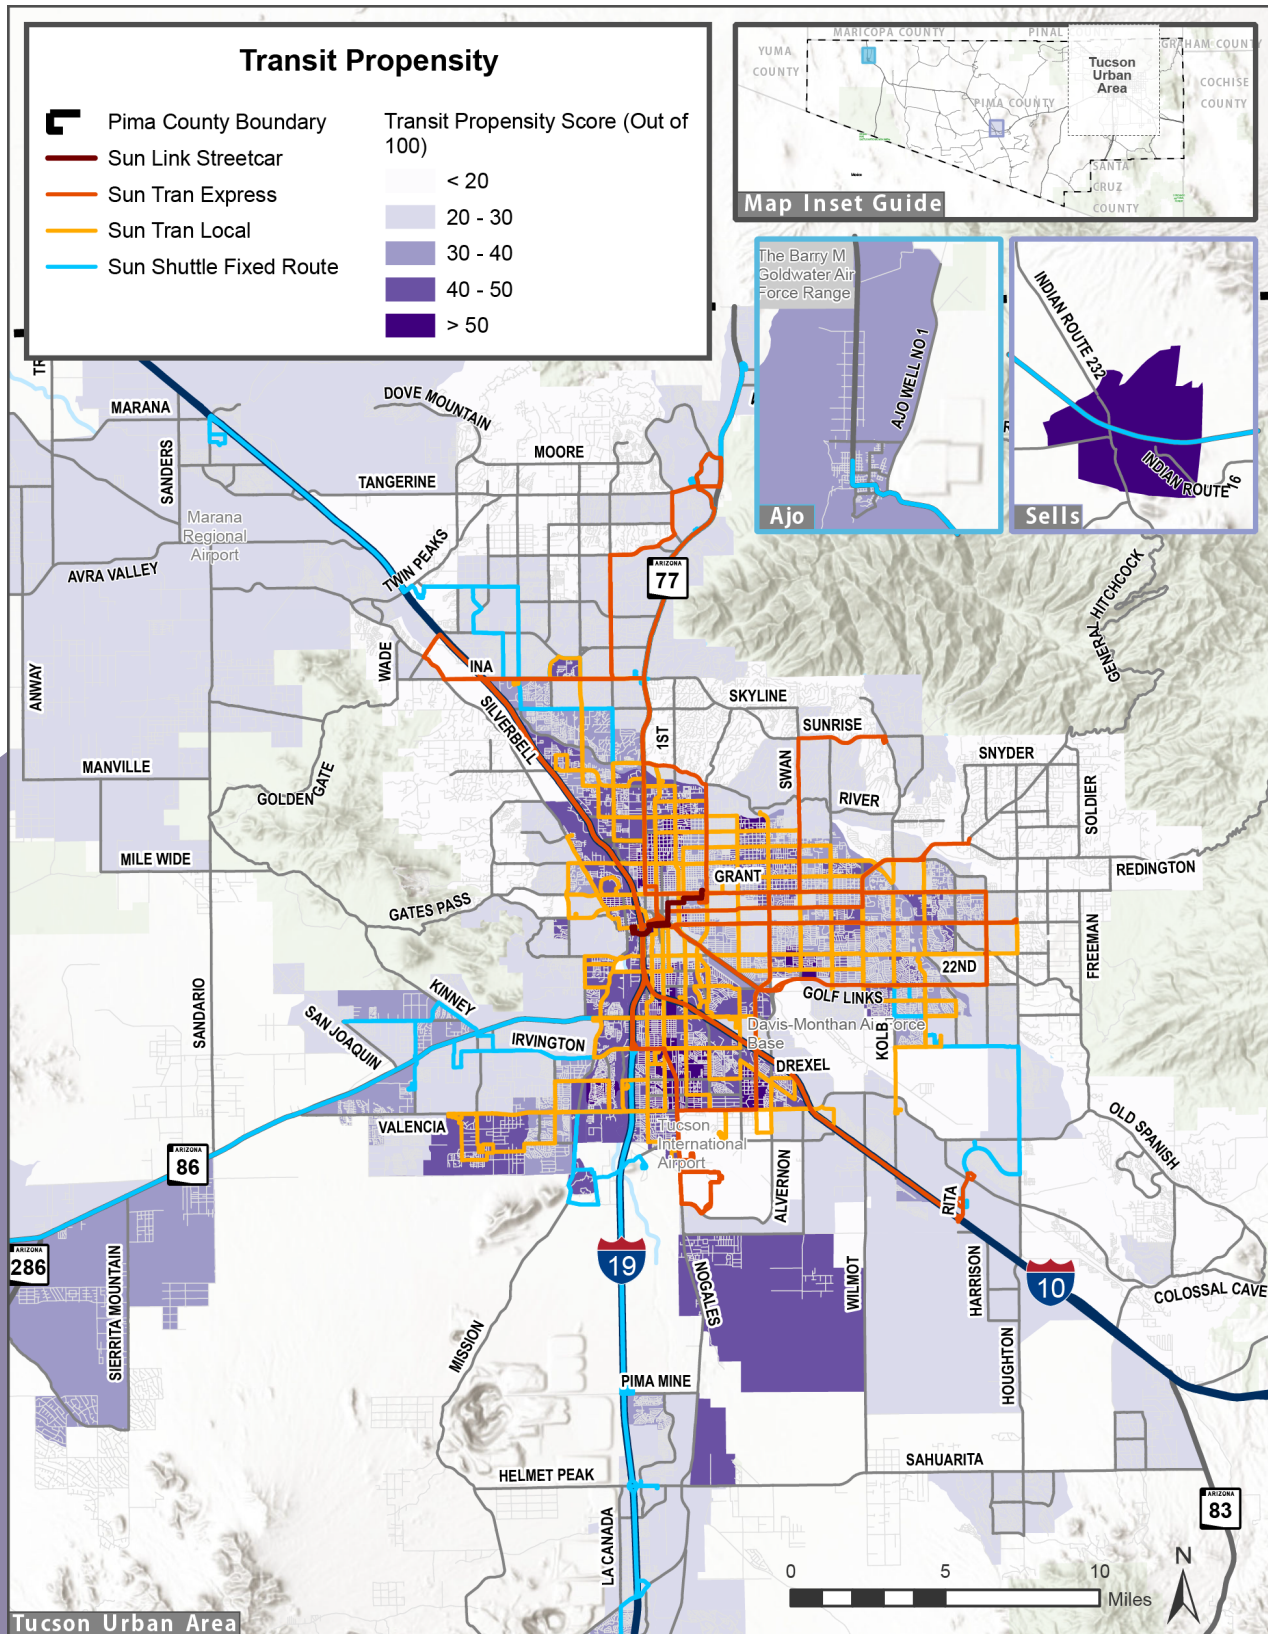 Transit Propensity
Pima County Boundary
Sun Link Streetcar
Sun Tran Express
Sun Tran Local
Sun Shuttle Fixed Route
Transit Propensity Score (Out of
100)
< 20
20 - 30
30 - 40
40 - 50
> 50
MARICOPA COUNTY
PINAL COUNTY
GRAHAM COUNTY
YUMA
COUNTY
Tucson
Urban
Area
COCHISE
COUNTY
PIMA COUNTY
SANTA
CRUZ
COUNTY
Mexico
Map Inset Guide
The Barry M
Goldwater Air
Force Range
AJO WELL NO 1
Ajo
INDIAN ROUTE 232
INDIAN ROUTE 16
Sells
TR
MARANA
SANDERS
DOVE MOUNTAIN
MOORE
TANGERINE
Marana
Regional
Airport
AVRA VALLEY
TWIN PEAKS
ARIZONA
77
GENERAL HITCHCOCK
ANWAY
WADE
INA
SILVERBELL
1ST
SKYLINE
SUNRISE
SWAN
SNYDER
SOLDIER
MANVILLE
GOLDEN GATE
RIVER
MILE WIDE
REDINGTON
GRANT
GATES PASS
FREEMAN
22ND
SANDARIO
KINNEY
SAN JOAQUIN
IRVINGTON
GOLF LINKS
Davis-Monthan Air Force
Base
KOLB
DREXEL
VALENCIA
OLD SPANISH
Tucson
International
Airport
ARIZONA
86
ALVERNON
RITA
ARIZONA
286
SIERRITA MOUNTAIN
19
NOGALES
WILMOT
HARRISON
10
COLOSSAL CAVE
MISSION
HOUGHTON
PIMA MINE
HELMET PEAK
SAHUARITA
ARIZONA
83
LA CANADA
N
0
5
10
Miles
Tucson Urban Area